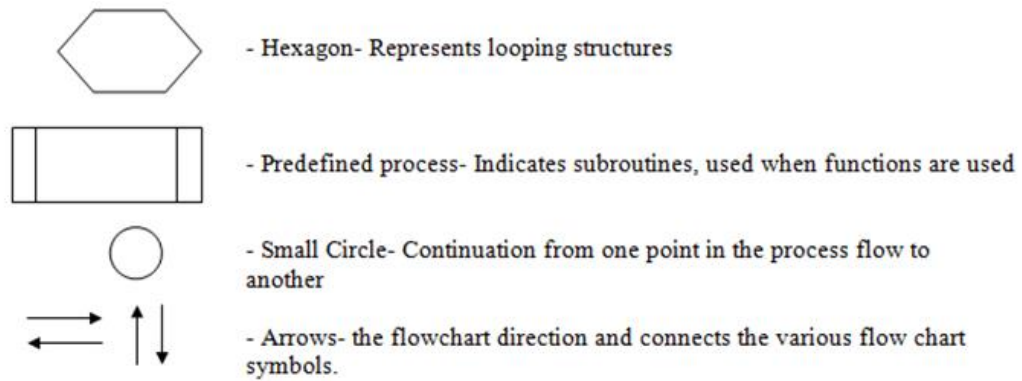 - Hexagon- Represents looping structures
- Predefined process- Indicates subroutines, used when functions are used
- Small Circle- Continuation from one point in the process flow to
another
- Arrows- the flowchart direction and connects the various flow chart
symbols.